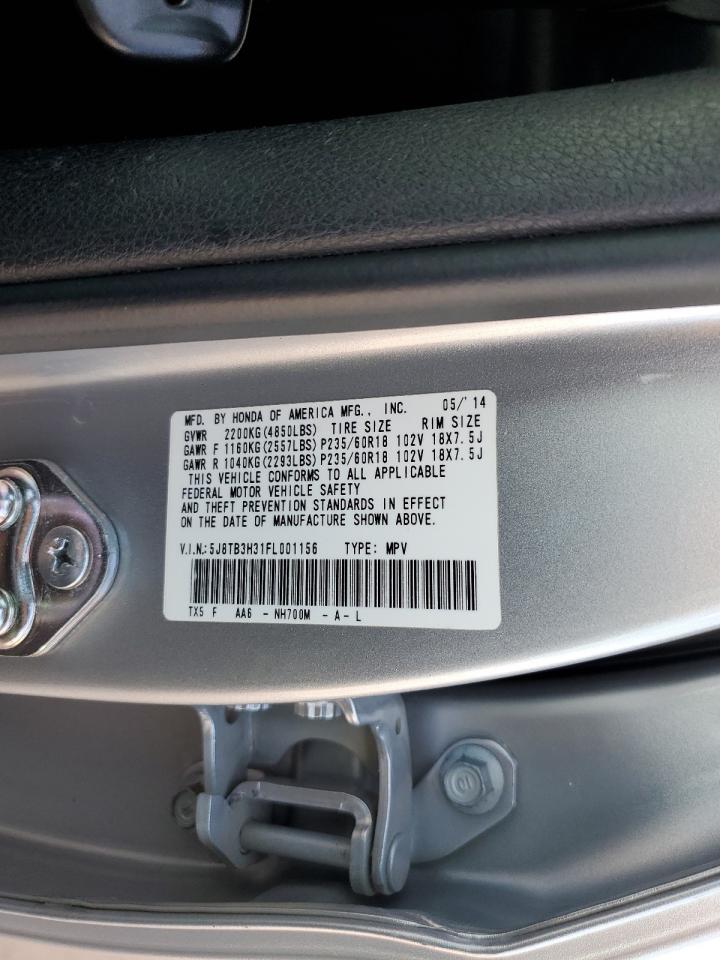 MFD. BY HONDA OF AMERICA MFG., INC. 05/'14
GVWR 2200KG(4850LBS) TIRE SIZE RIM SIZE
GAWR F 1160KG(2557LBS)P235/60R18 102V 18X7.5J
GAWR R 1040KG(2293LBS)P235/60R18 102V 18X7.5J
THIS VEHICLE CONFORMS TO ALL APPLICABLE
FEDERAL MOTOR VEHICLE SAFETY
AND THEFT PREVENTION STANDARDS IN EFFECT
ON THE DATE OF MANUFACTURE SHOWN ABOVE.
V.I.N.:5J8TB3H31FL001156 TYPE: MPV
TX5 F AA6 - NH700M - A - L